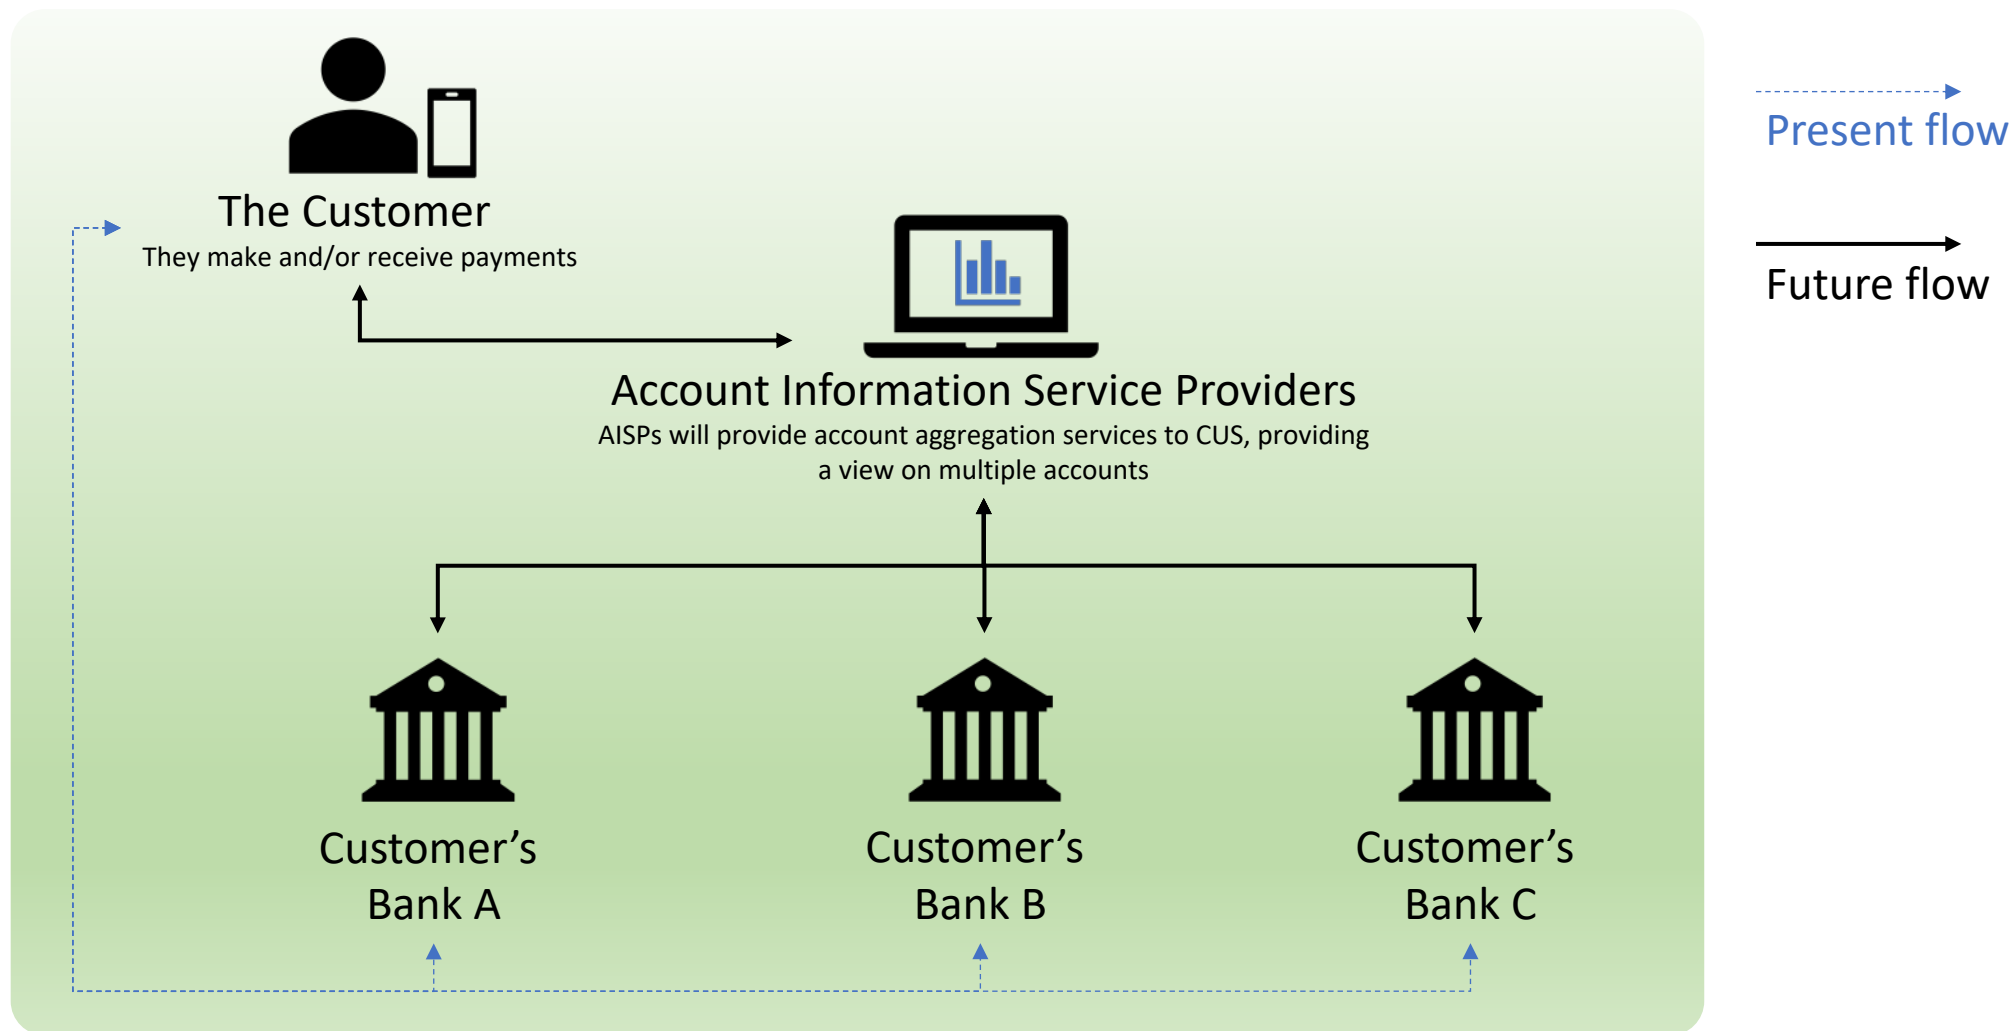 The Customer
They make and/or receive payments
Present flow
Future flow
Account Information Service Providers
AISPs will provide account aggregation services to CUS, providing
a view on multiple accounts
Customer’s
Bank A
Customer’s
Bank B
Customer’s
Bank C